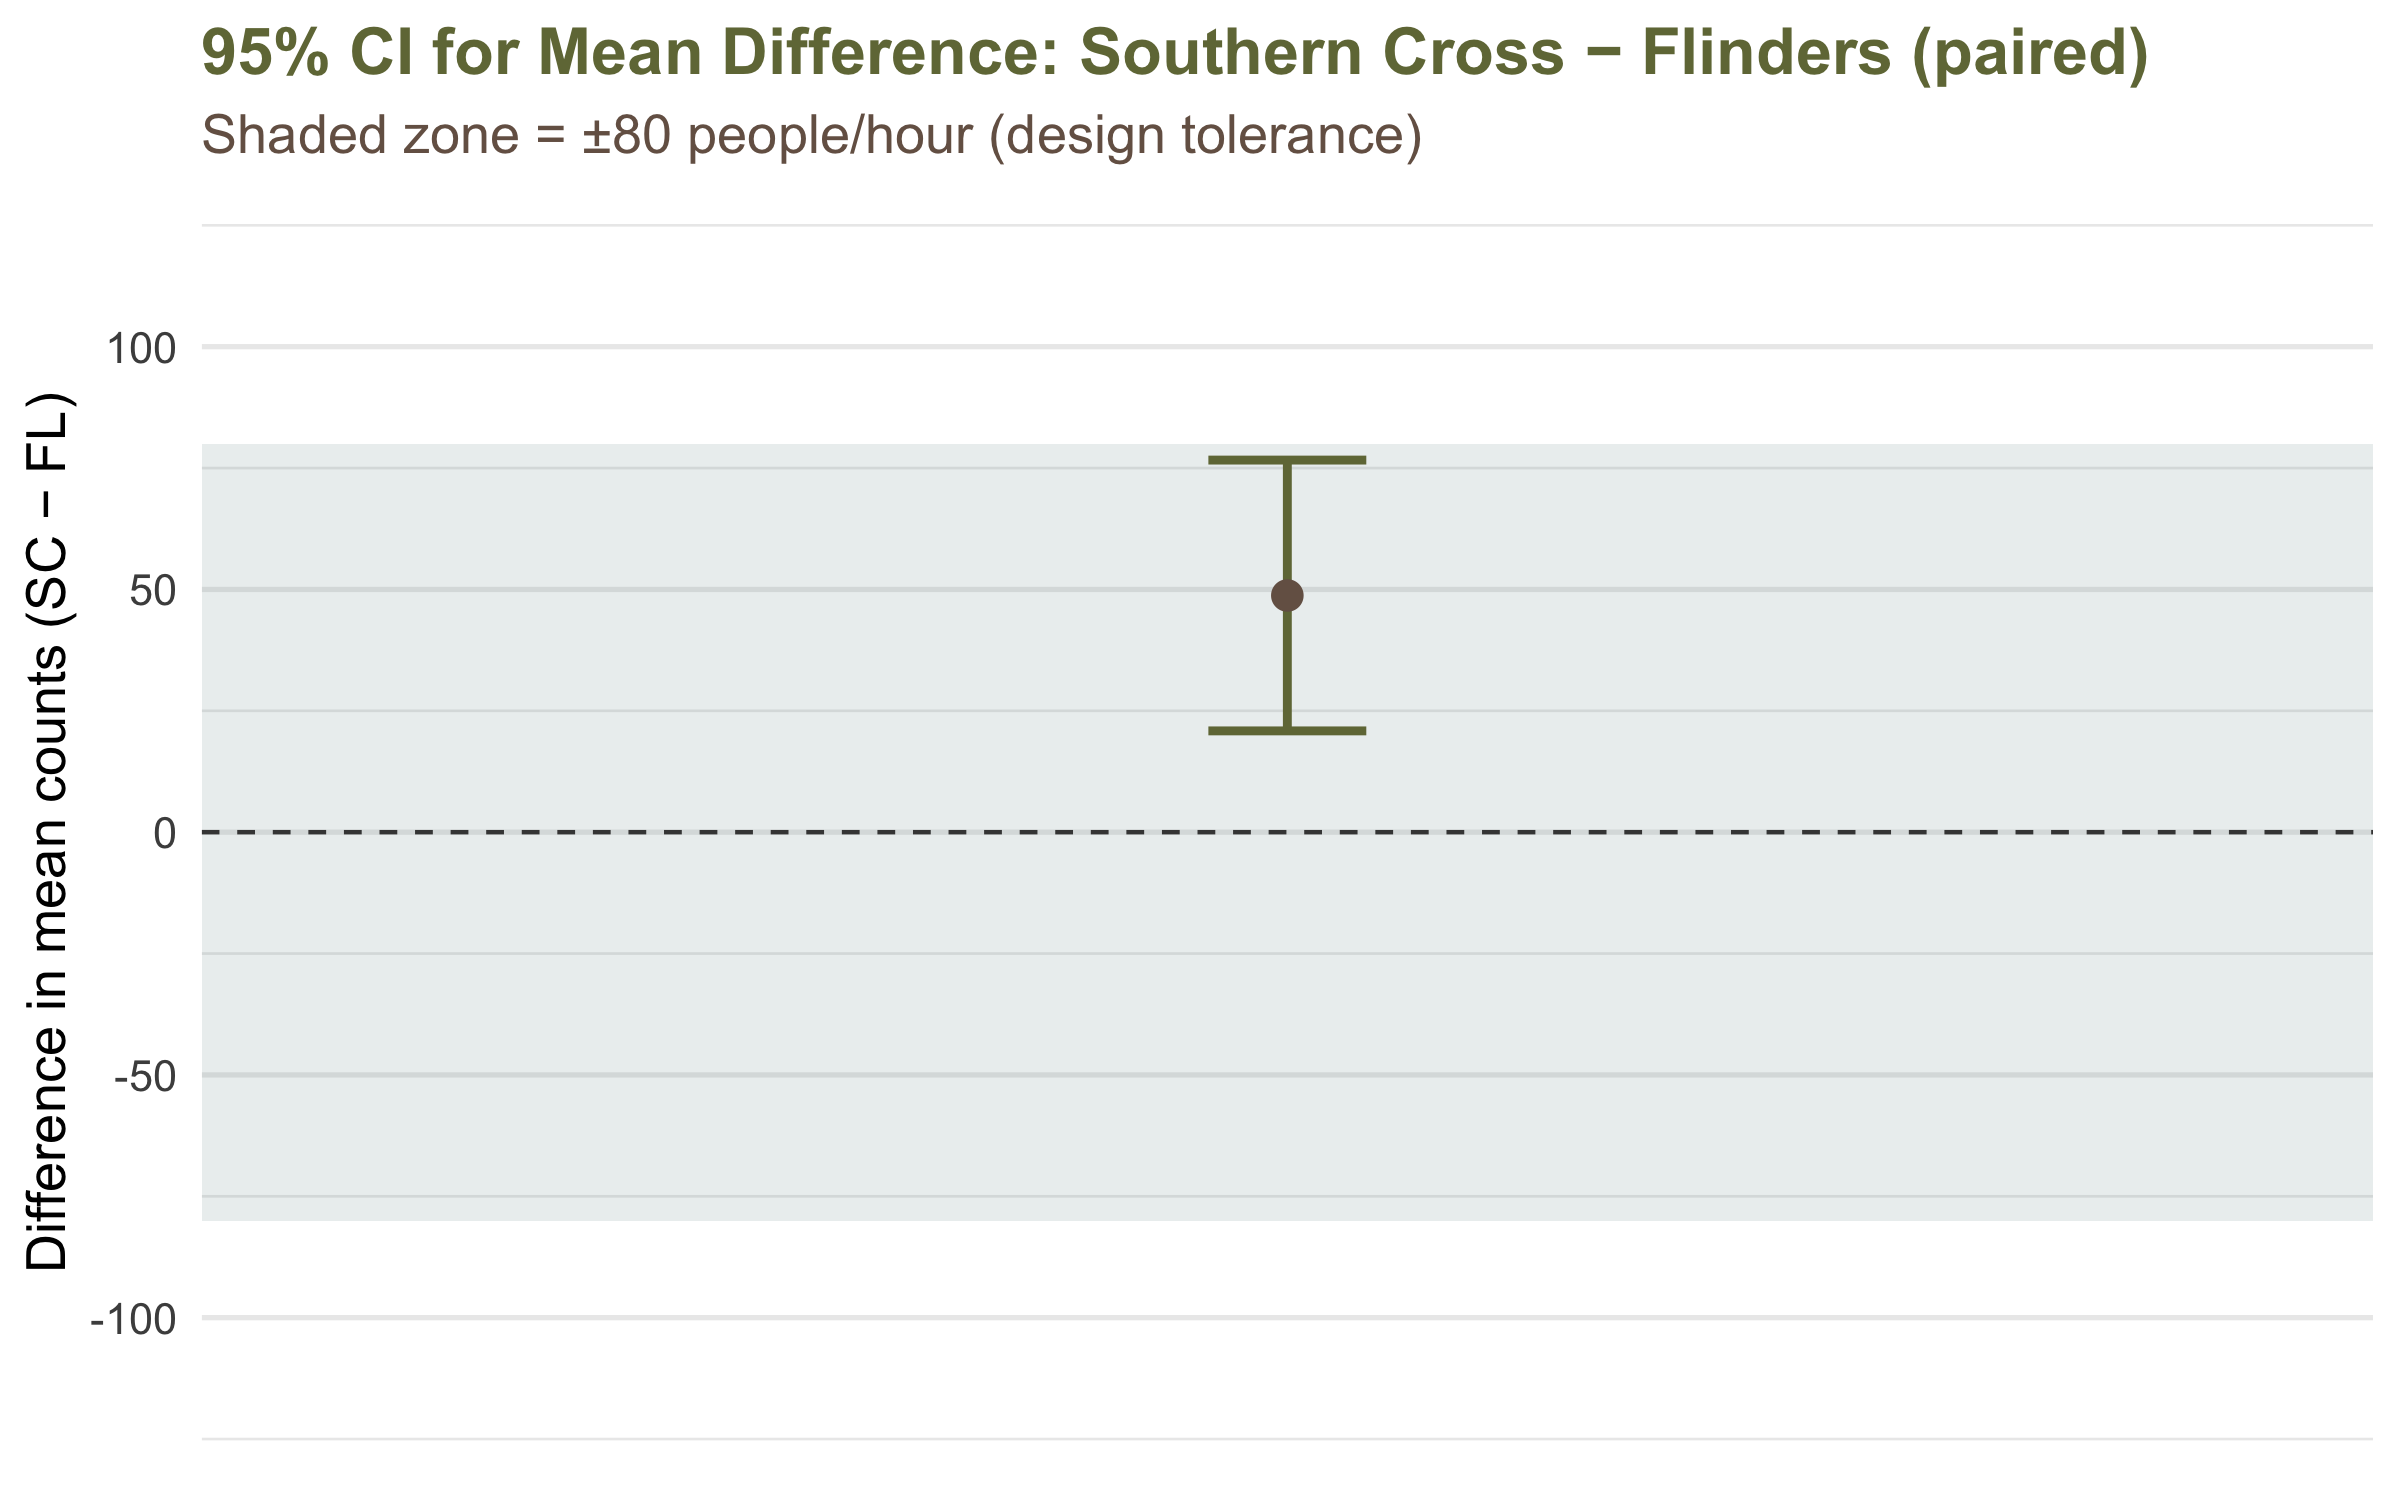 95% CI for Mean Difference: Southern Cross − Flinders (paired)
Shaded zone = ±80 people/hour (design tolerance)
Difference in mean counts (SC − FL)
100
50
0
-50
-100